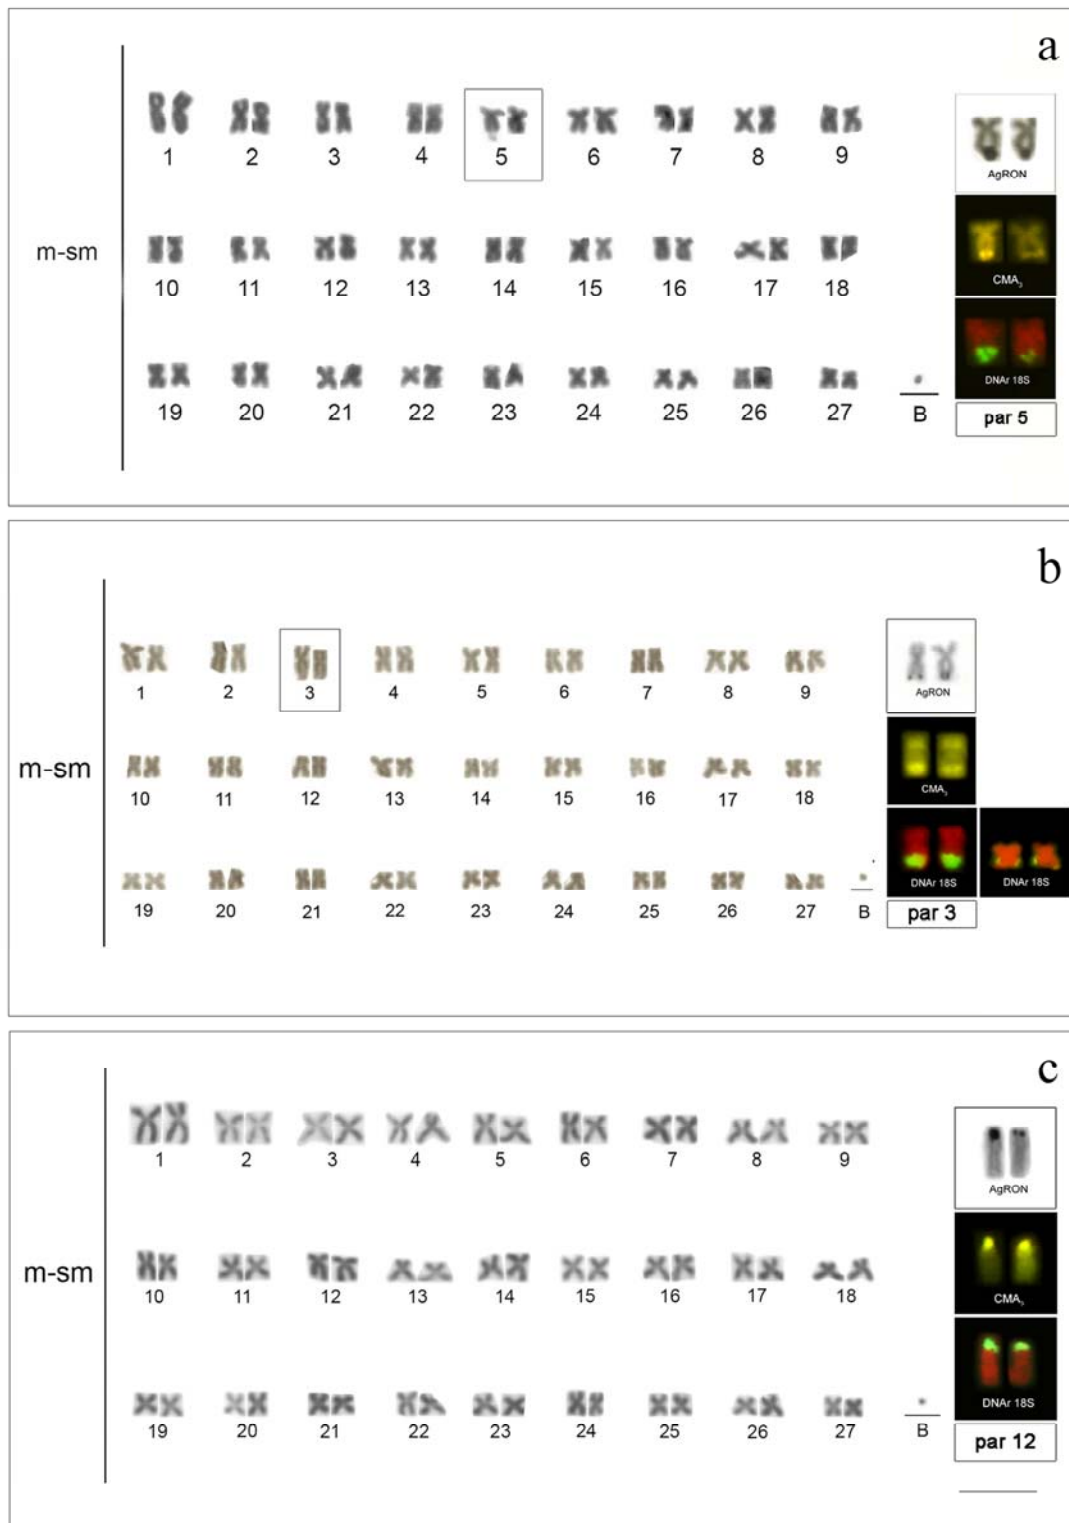 a
1 2 3 4 5 6 7 8 9
AgRON
m-sm
CMA₃
10 11 12 13 14 15 16 17 18
DNAr 18S
19 20 21 22 23 24 25 26 27 B
par 5
b
1 2 3 4 5 6 7 8 9
AgRON
m-sm
CMA₃
10 11 12 13 14 15 16 17 18
DNAr 18S DNAr 18S
19 20 21 22 23 24 25 26 27 B
par 3
c
1 2 3 4 5 6 7 8 9
AgRON
m-sm
10 11 12 13 14 15 16 17 18
CMA₃
DNAr 18S
19 20 21 22 23 24 25 26 27 B
par 12